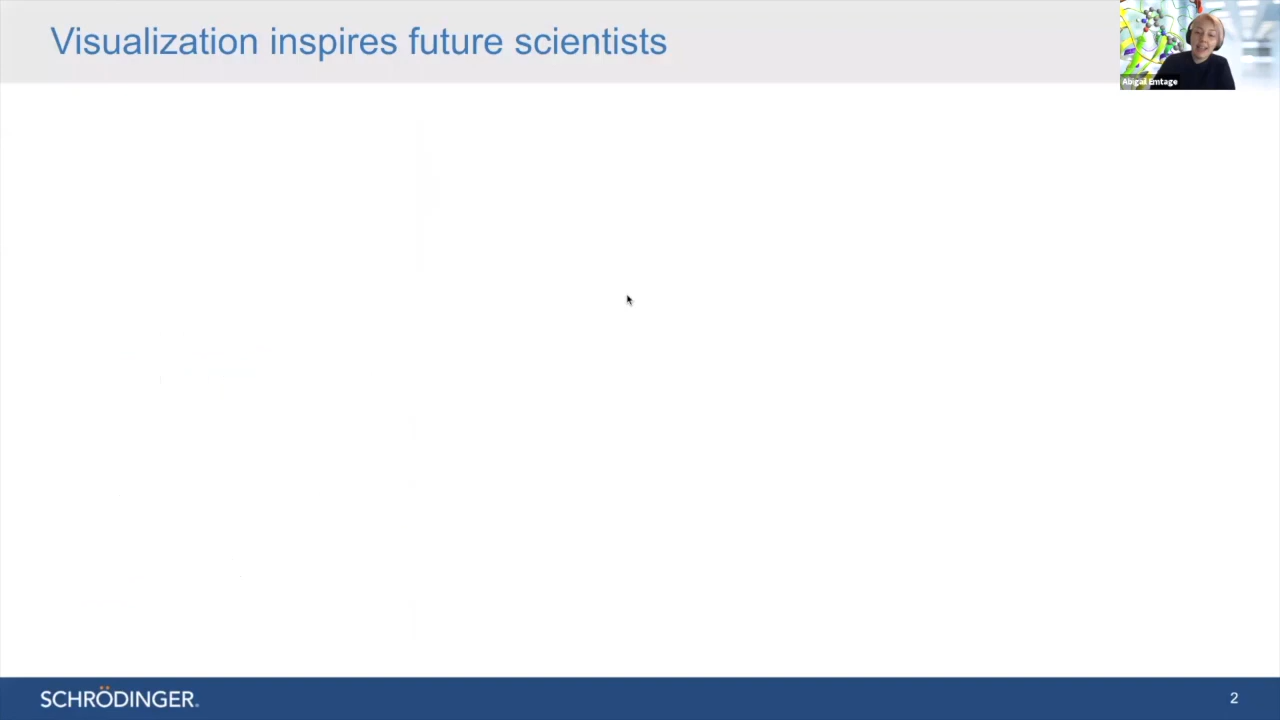 Visualization inspires future scientists
Abigail Emtage
SCHRÖDINGER.
2